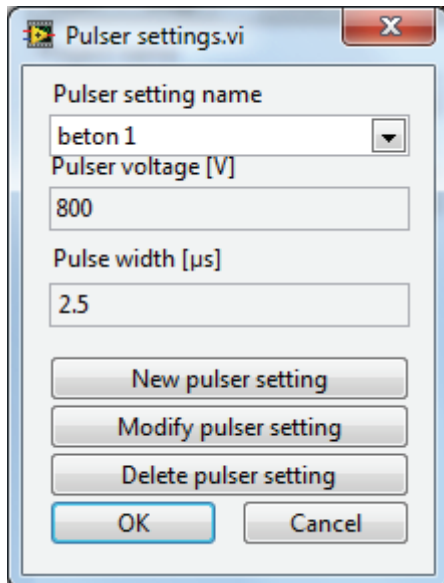 Pulser settings.vi
Pulser setting name
beton 1
Pulser voltage [V]
800
Pulse width [µs]
2.5
New pulser setting
Modify pulser setting
Delete pulser setting
OK Cancel